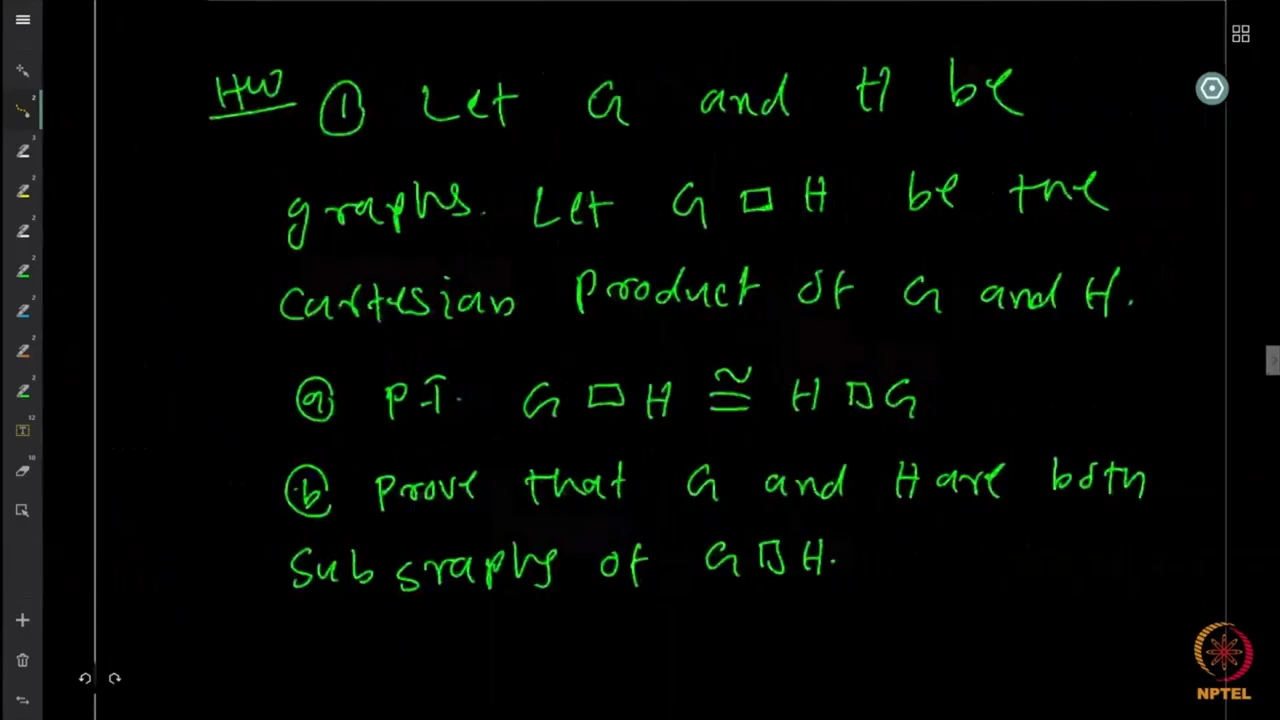 HW ① Let G and H be
graphs. Let G □ H be the
Cartesian Product of G and H.
ⓐ P.T. G □ H ≅ H □ G
ⓑ Prove that G and H are both
Subgraphs of G □ H.
NPTEL